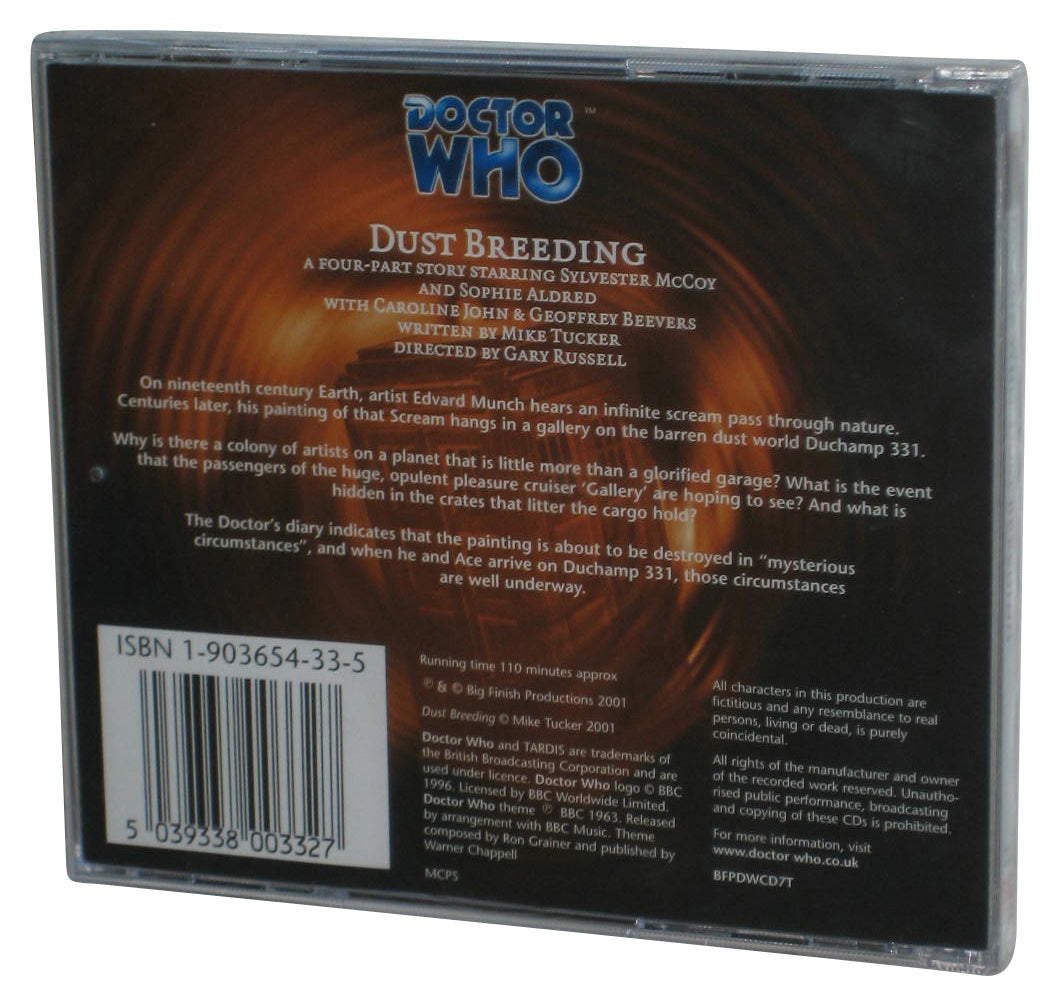 DOCTOR ™
WHO
DUST BREEDING
A FOUR-PART STORY STARRING SYLVESTER MCCOY
AND SOPHIE ALDRED
WITH CAROLINE JOHN & GEOFFREY BEEVERS
WRITTEN BY MIKE TUCKER
DIRECTED BY GARY RUSSELL
On nineteenth century Earth, artist Edvard Munch hears an infinite scream pass through nature.
Centuries later, his painting of that Scream hangs in a gallery on the barren dust world Duchamp 331.
Why is there a colony of artists on a planet that is little more than a glorified garage? What is the event
that the passengers of the huge, opulent pleasure cruiser 'Gallery' are hoping to see? And what is
hidden in the crates that litter the cargo hold?
The Doctor's diary indicates that the painting is about to be destroyed in "mysterious
circumstances", and when he and Ace arrive on Duchamp 331, those circumstances
are well underway.
ISBN 1-903654-33-5
5 039338 003327
Running time 110 minutes approx
℗ & © Big Finish Productions 2001
Dust Breeding © Mike Tucker 2001
Doctor Who and TARDIS are trademarks of
the British Broadcasting Corporation and are
used under licence. Doctor Who logo © BBC
1996. Licensed by BBC Worldwide Limited.
Doctor Who theme ℗ BBC 1963. Released
by arrangement with BBC Music. Theme
composed by Ron Grainer and published by
Warner Chappell
MCPS
All characters in this production are
fictitious and any resemblance to real
persons, living or dead, is purely
coincidental.
All rights of the manufacturer and owner
of the recorded work reserved. Unautho-
rised public performance, broadcasting
and copying of these CDs is prohibited.
For more information, visit
www.doctor who.co.uk
BFPDWCD7T